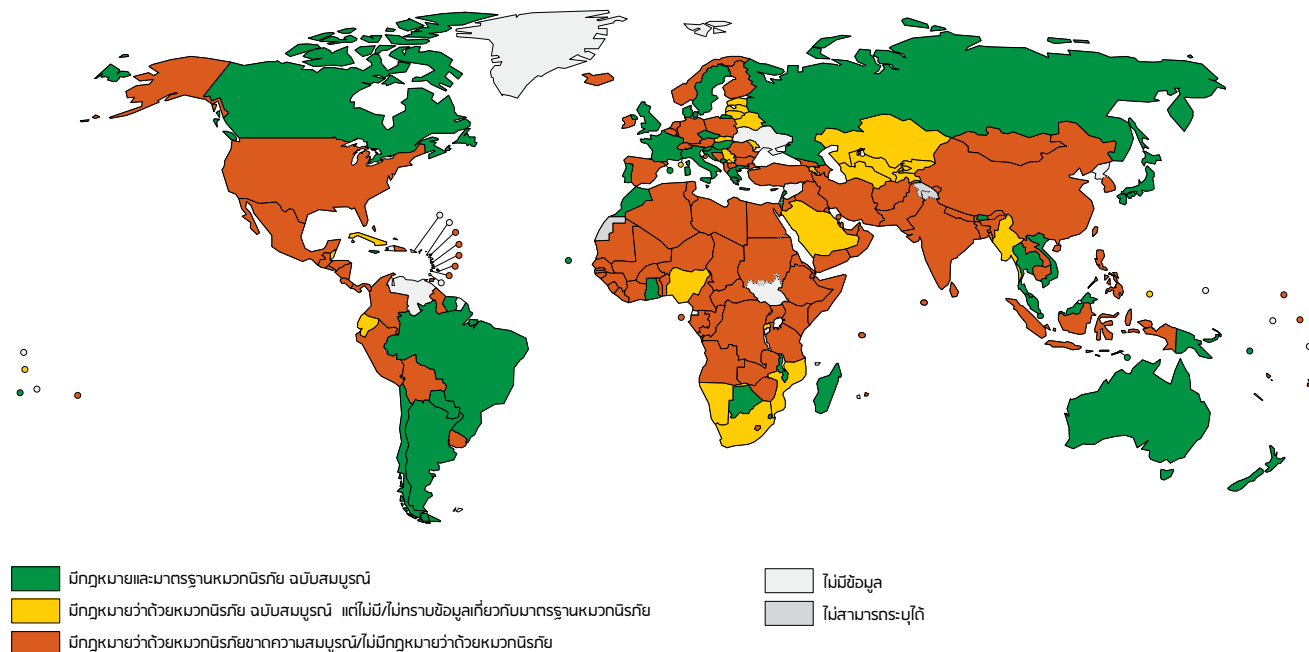 มีกฎหมายและมาตรฐานหมวกนิรภัย ฉบับสมบูรณ์
มีกฎหมายว่าด้วยหมวกนิรภัย ฉบับสมบูรณ์ แต่ไม่มี/ไม่ทราบข้อมูลเกี่ยวกับมาตรฐานหมวกนิรภัย
มีกฎหมายว่าด้วยหมวกนิรภัยขาดความสมบูรณ์/ไม่มีกฎหมายว่าด้วยหมวกนิรภัย
ไม่มีข้อมูล
ไม่สามารถระบุได้